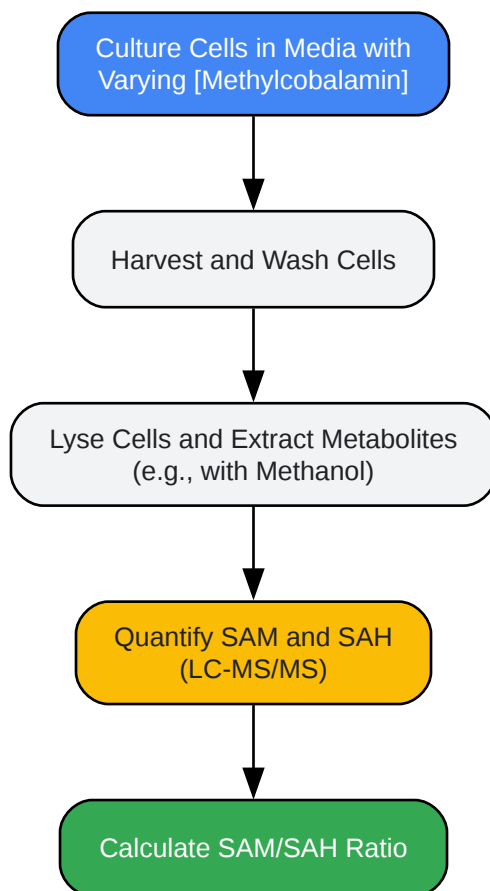 Culture Cells in Media with
Varying [Methylcobalamin]
Harvest and Wash Cells
Lyse Cells and Extract Metabolites
(e.g., with Methanol)
Quantify SAM and SAH
(LC-MS/MS)
Calculate SAM/SAH Ratio